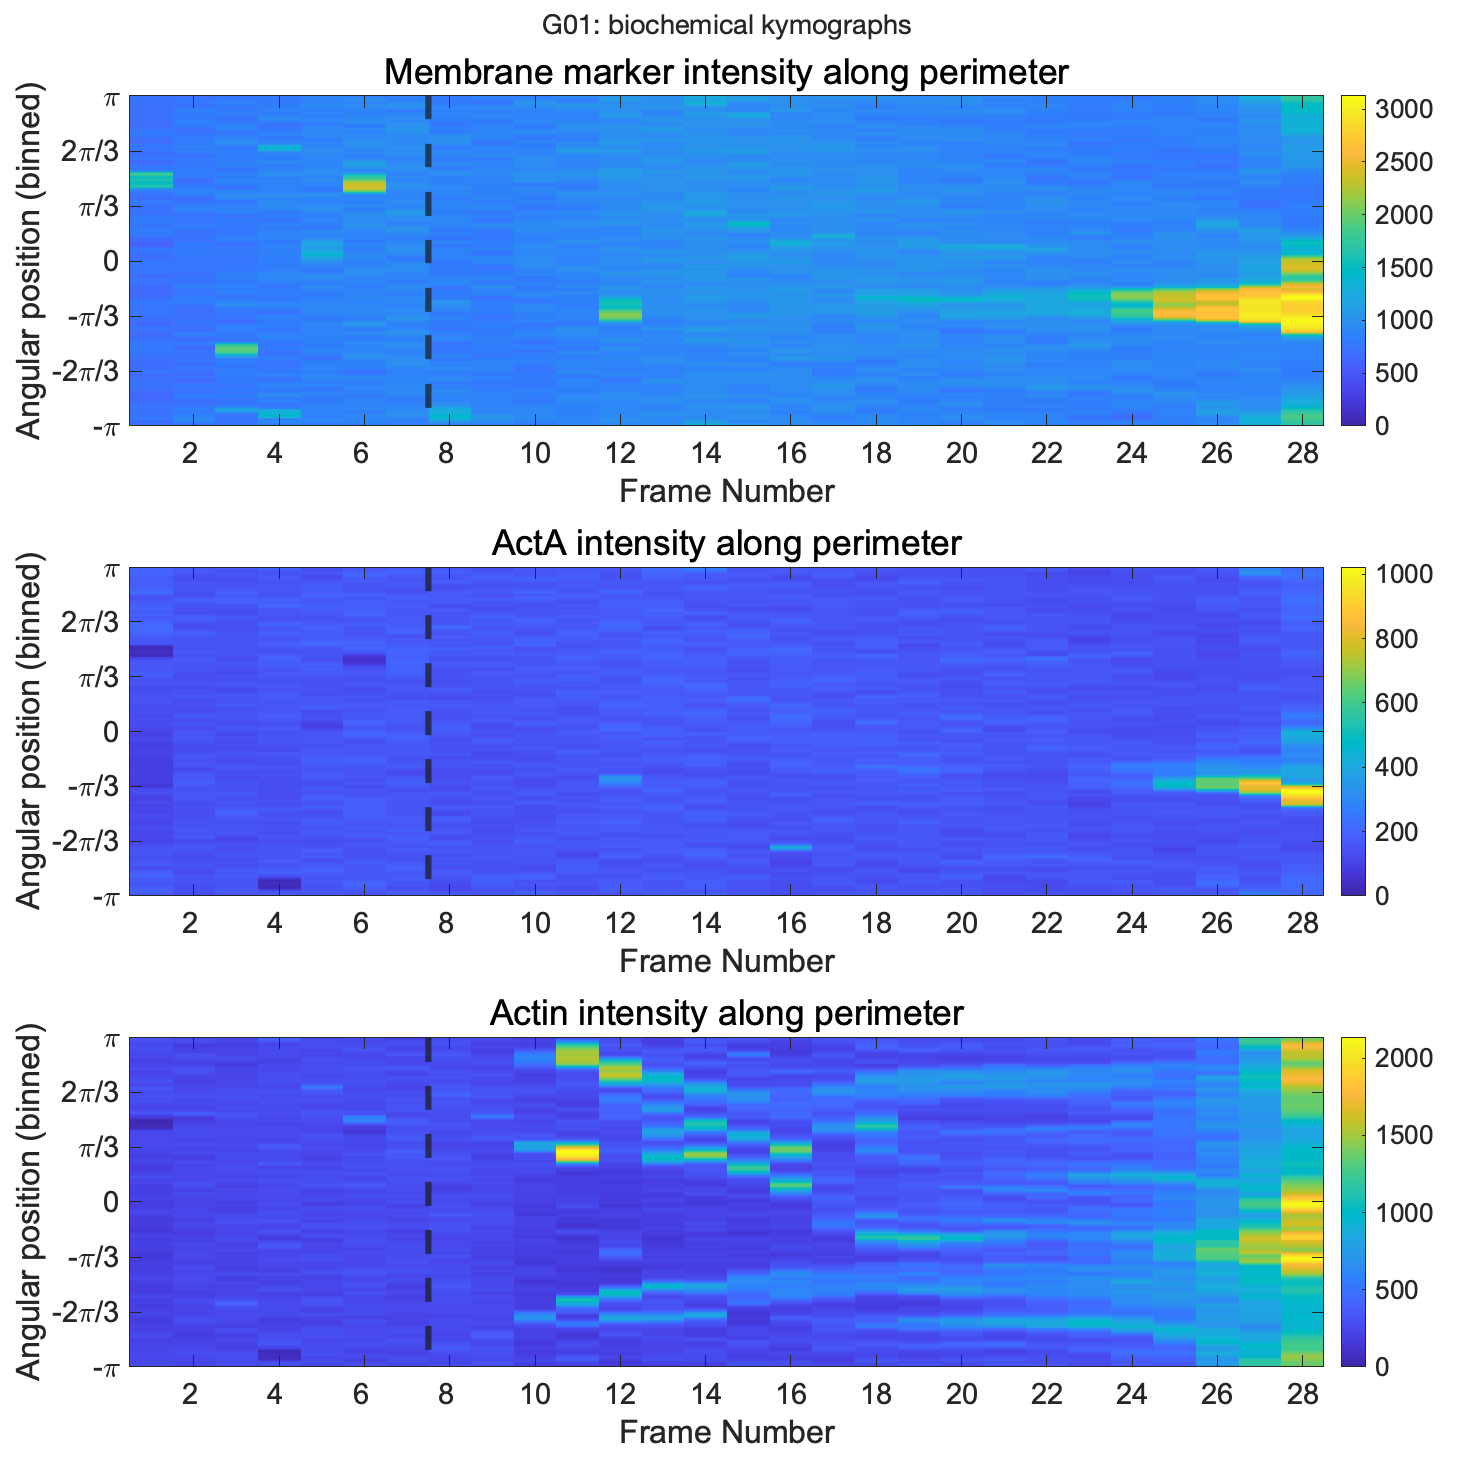 G01: biochemical kymographs
Membrane marker intensity along perimeter
Angular position (binned)
π
2π/3
π/3
0
-π/3
-2π/3
-π
2 4 6 8 10 12 14 16 18 20 22 24 26 28
Frame Number
3000
2500
2000
1500
1000
500
0
ActA intensity along perimeter
Angular position (binned)
π
2π/3
π/3
0
-π/3
-2π/3
-π
2 4 6 8 10 12 14 16 18 20 22 24 26 28
Frame Number
1000
800
600
400
200
0
Actin intensity along perimeter
Angular position (binned)
π
2π/3
π/3
0
-π/3
-2π/3
-π
2 4 6 8 10 12 14 16 18 20 22 24 26 28
Frame Number
2000
1500
1000
500
0